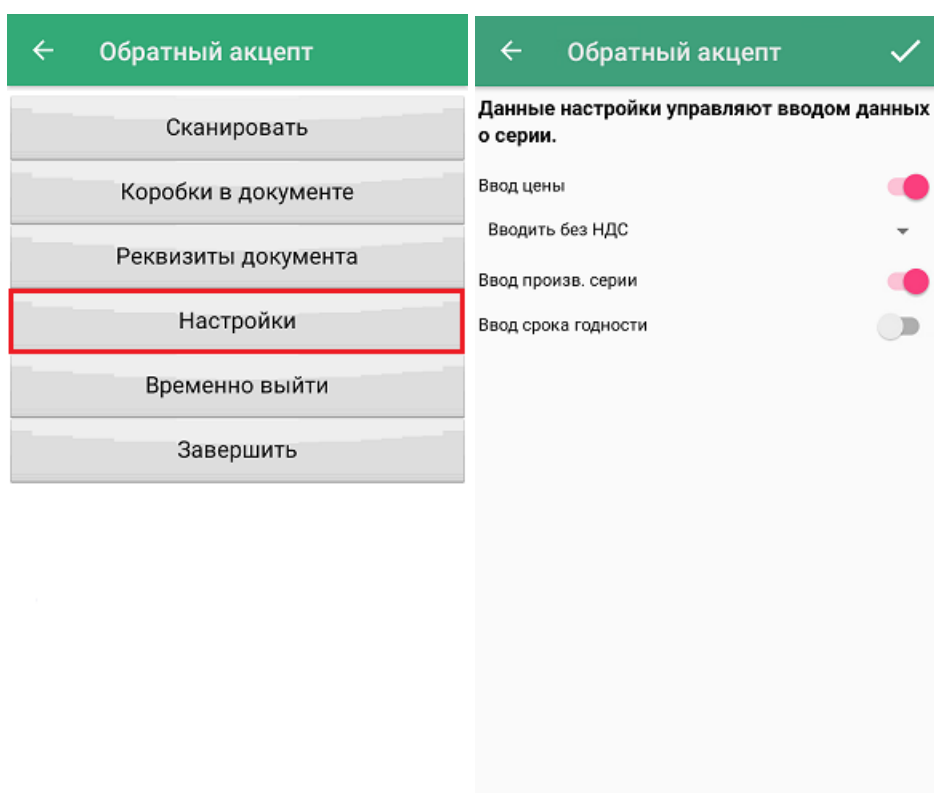 Обратный акцепт
Сканировать
Коробки в документе
Реквизиты документа
Настройки
Временно выйти
Завершить
Обратный акцепт
Данные настройки управляют вводом данных
о серии.
Ввод цены
Вводить без НДС
Ввод произв. серии
Ввод срока годности